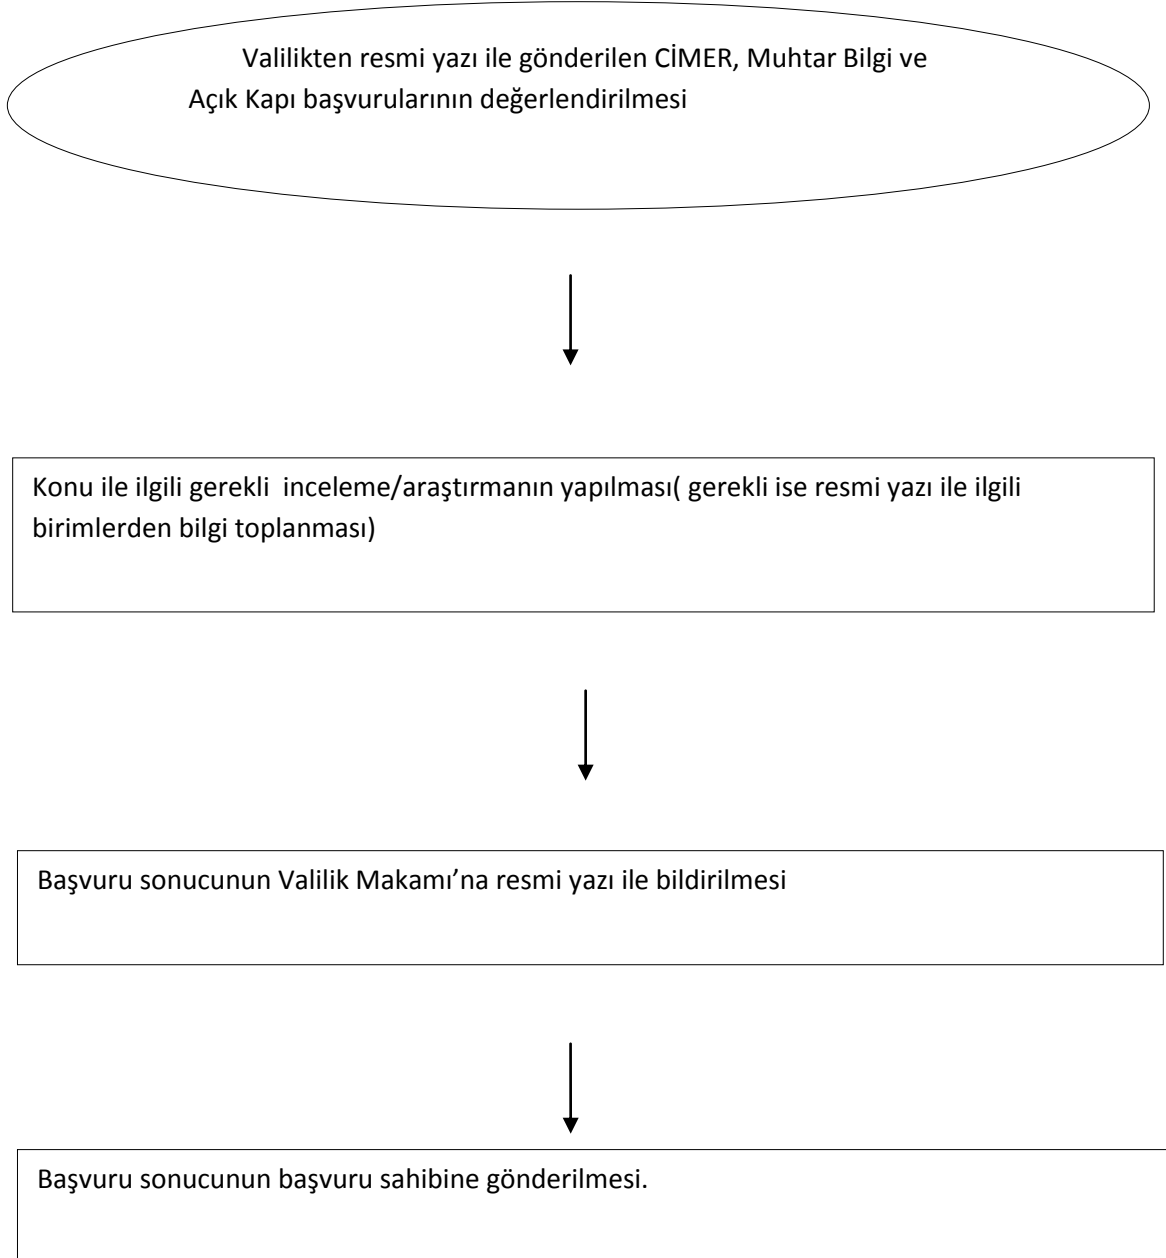 Valilikten resmi yazı ile gönderilen CİMER, Muhtar Bilgi ve
Açık Kapı başvurularının değerlendirilmesi
Konu ile ilgili gerekli  inceleme/araştırmanın yapılması( gerekli ise resmi yazı ile ilgili
birimlerden bilgi toplanması)
Başvuru sonucunun Valilik Makamı’na resmi yazı ile bildirilmesi
Başvuru sonucunun başvuru sahibine gönderilmesi.